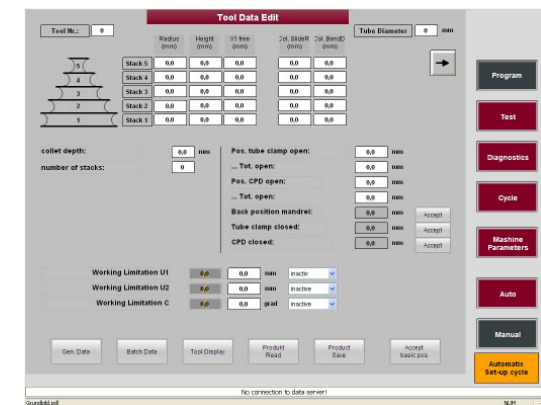 Tool Data Edit
Tool Nr.: 0
Tube Diameter 0 mm
Radius (mm) Height (mm) X1 free (mm) Col. SlideR (mm) Col. BendD (mm)
5 Stack 5 0,0 0,0 0,0 0,0 0,0
4 Stack 4 0,0 0,0 0,0 0,0 0,0
3 Stack 3 0,0 0,0 0,0 0,0 0,0
2 Stack 2 0,0 0,0 0,0 0,0 0,0
1 Stack 1 0,0 0,0 0,0 0,0 0,0
collet depth: 0,0 mm
number of stacks: 0
Pos. tube clamp open: 0,0 mm
... Tot. open: 0,0 mm
Pos. CPD open: 0,0 mm
... Tot. open: 0,0 mm
Back position mandrel: 0,0 mm Accept
Tube clamp closed: 0,0 mm Accept
CPD closed: 0,0 mm Accept
Working Limitation U1 0,0 0,0 mm inactiv
Working Limitation U2 0,0 0,0 mm inactive
Working Limitation C 0,0 0,0 grad inactive
Gen. Data
Batch Data
Tool Display
Produkt Read
Product Save
Accept basic pos.
Program
Test
Diagnostics
Cycle
Mashine Parameters
Auto
Manual
Automatic Set-up cycle
No connection to data server!
Grundbild.pdl
NUM